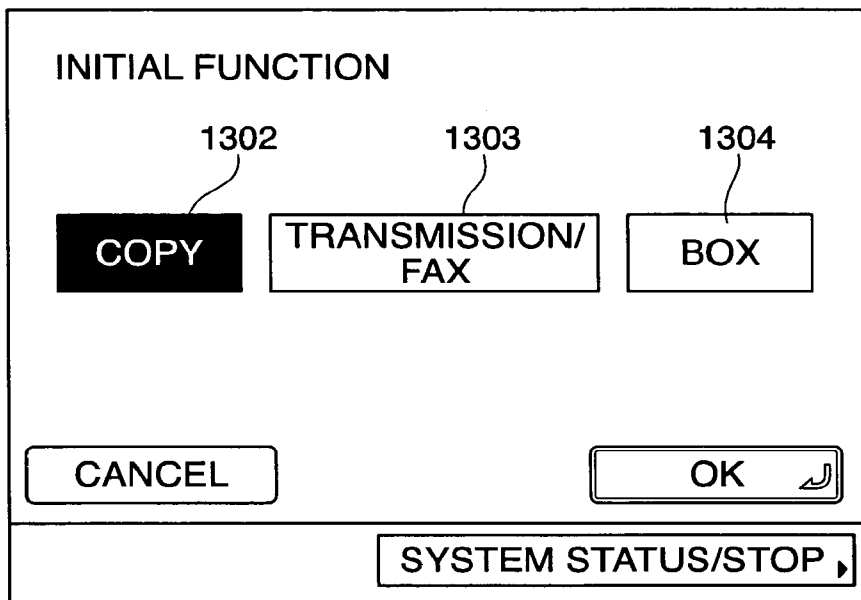 INITIAL FUNCTION
1302 1303 1304
COPY TRANSMISSION/ BOX
FAX
CANCEL OK
SYSTEM STATUS/STOP